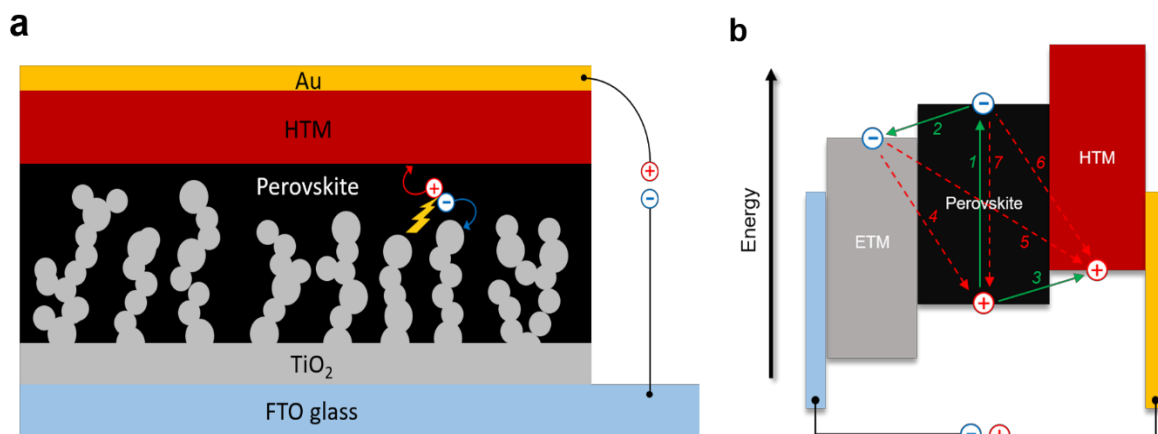 a
Au
HTM
Perovskite
+
−
+
−
TiO₂
FTO glass
b
Energy
−
−
2
1
7
6
HTM
4
Perovskite
ETM
5
3
+
+
−
+